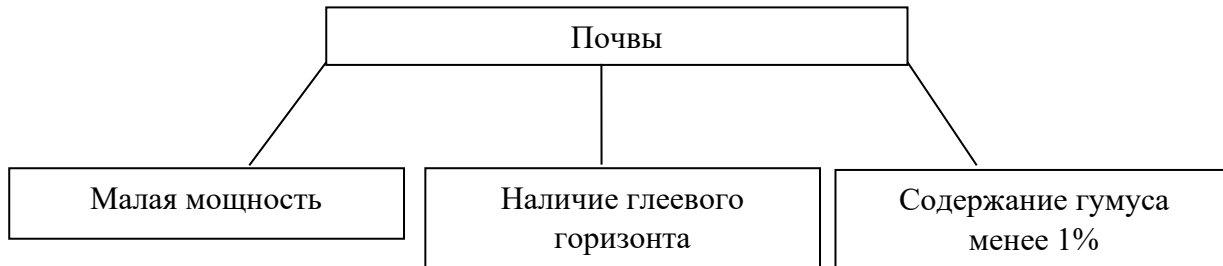 Почвы
Малая мощность
Наличие глеевого
горизонта
Содержание гумуса
менее 1%